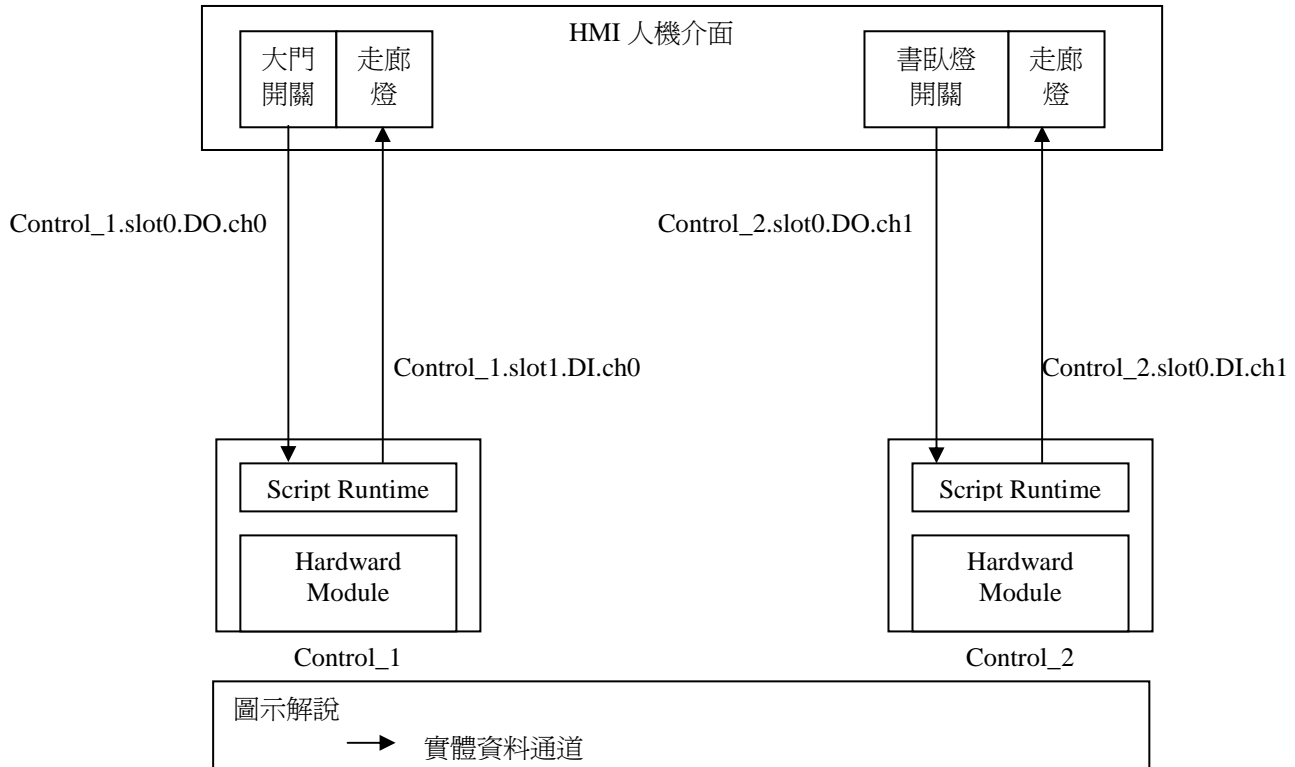 HMI 人機介面
大門
開關
走廊
燈
書臥燈
開關
走廊
燈
Control_1.slot0.DO.ch0
Control_2.slot0.DO.ch1
Control_1.slot1.DI.ch0
Control_2.slot0.DI.ch1
Script Runtime
Script Runtime
Hardward
Module
Hardward
Module
Control_1
Control_2
圖示解說
實體資料通道